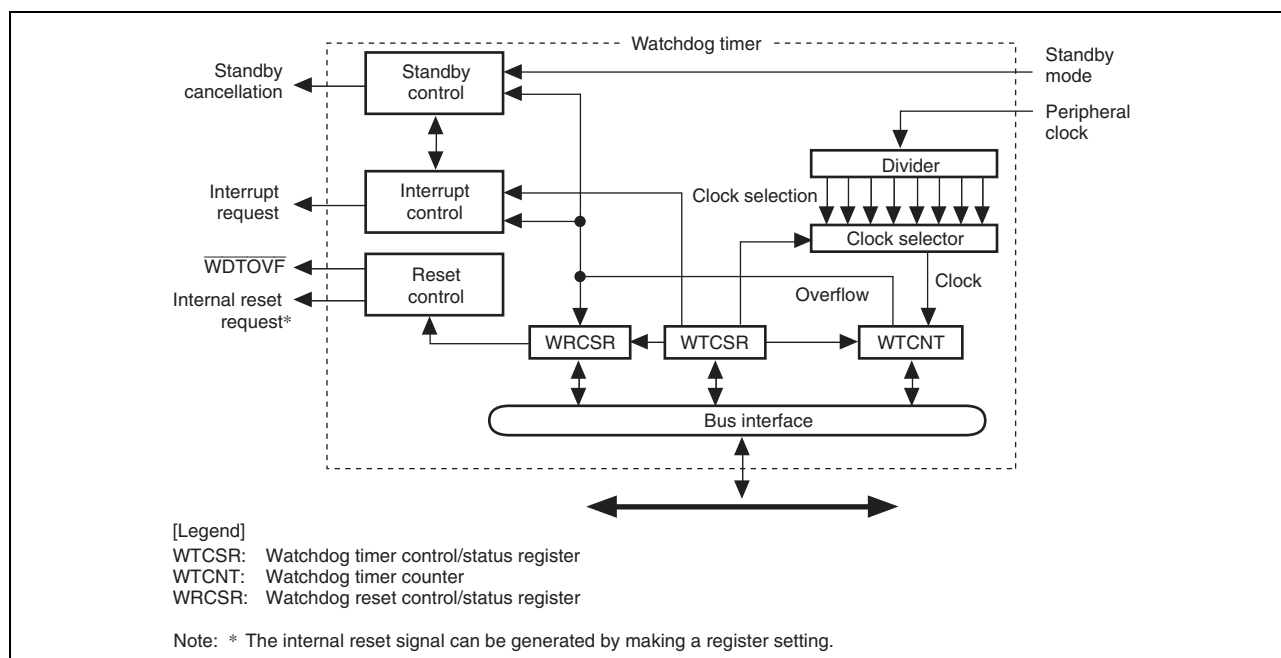 Watchdog timer
Standby
cancellation
Standby
control
Standby
mode
Peripheral
clock
Divider
Interrupt
request
Interrupt
control
Clock selection
Clock selector
WDTOVF
Internal reset
request*
Reset
control
Overflow
Clock
WRCSR
WTCSR
WTCNT
Bus interface
[Legend]
WTCSR: Watchdog timer control/status register
WTCNT: Watchdog timer counter
WRCSR: Watchdog reset control/status register
Note: * The internal reset signal can be generated by making a register setting.